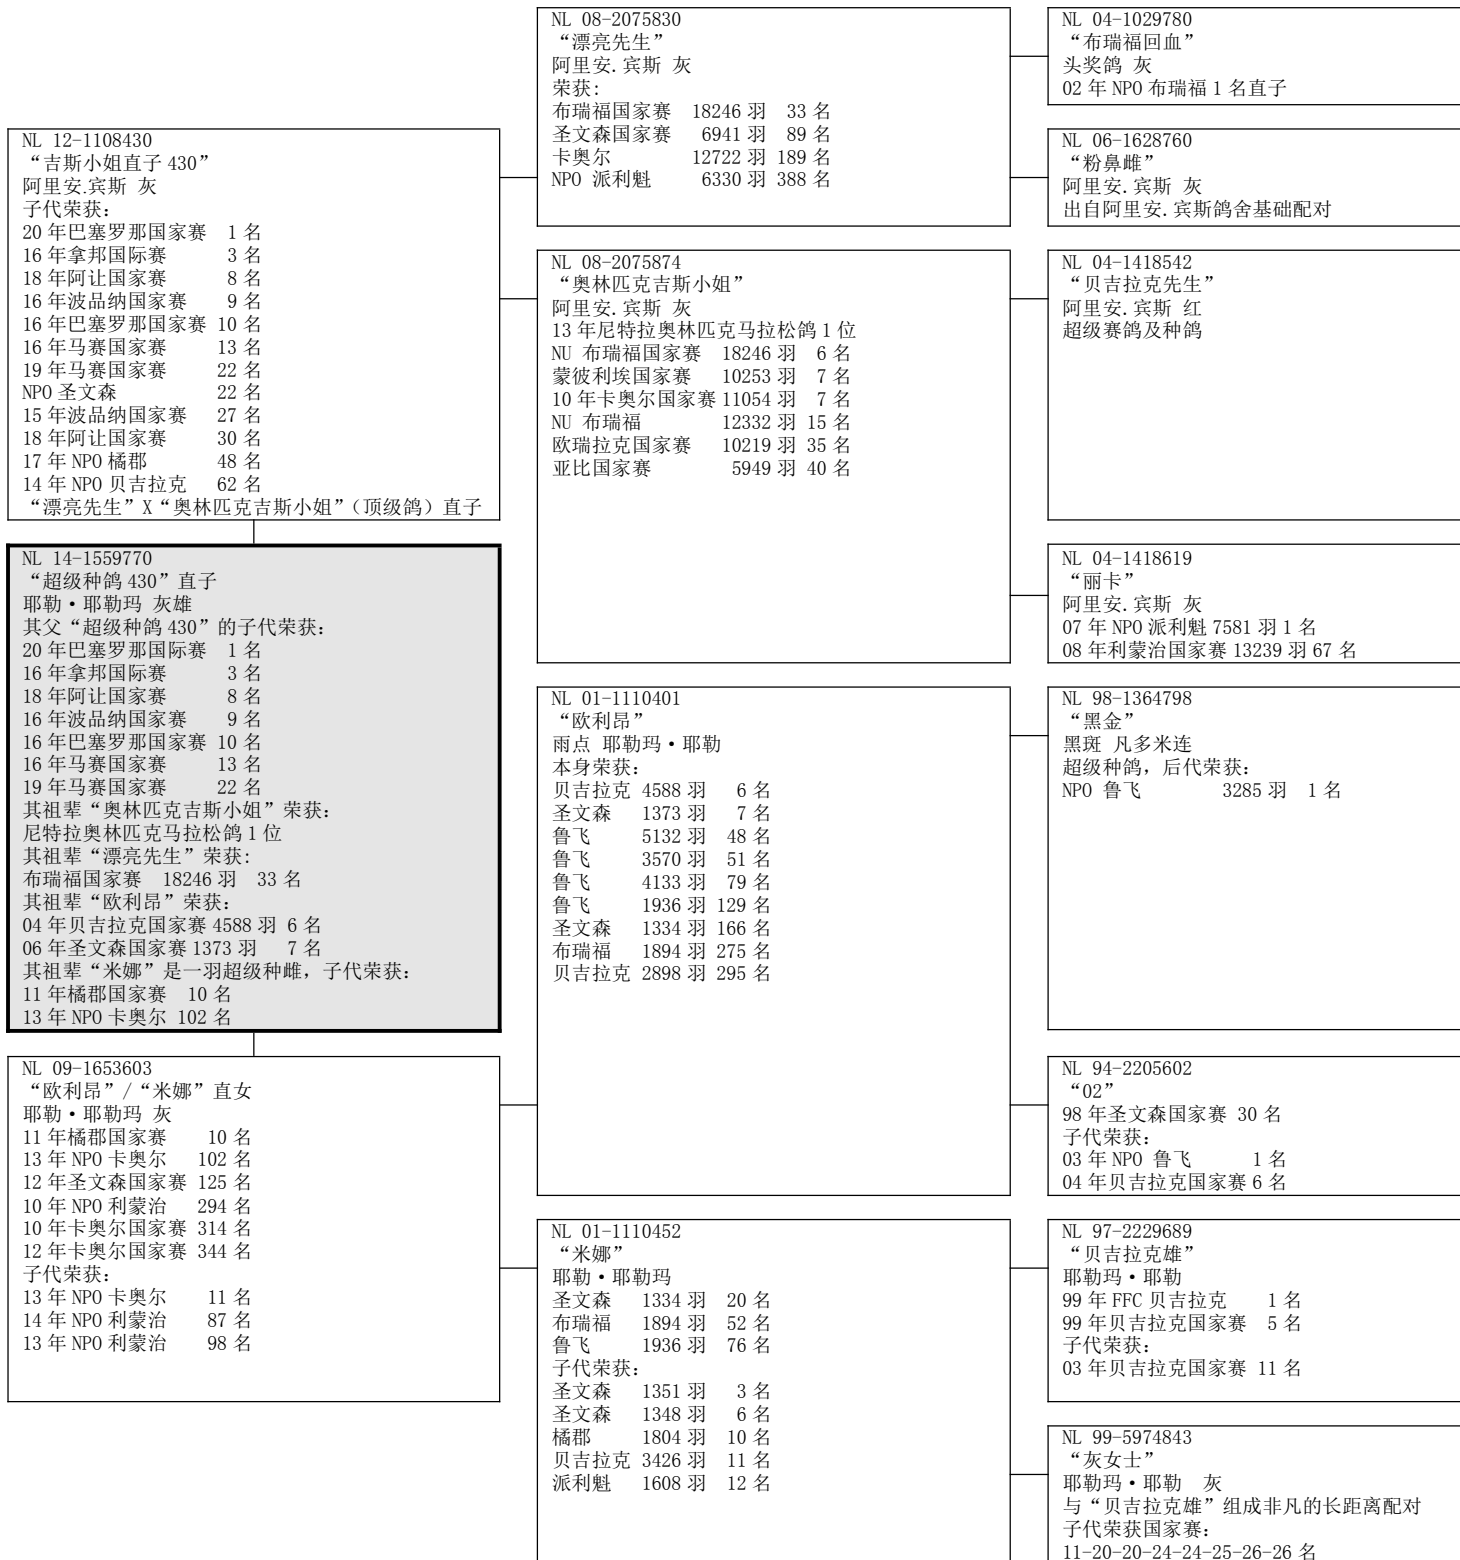 NL 12-1108430
“吉斯小姐直子 430”
阿里安.宾斯 灰
子代荣获：
20 年巴塞罗那国家赛 1 名
16 年拿邦国际赛 3 名
18 年阿让国家赛 8 名
16 年波品纳国家赛 9 名
16 年巴塞罗那国家赛 10 名
16 年马赛国家赛 13 名
19 年马赛国家赛 22 名
NPO 圣文森 22 名
15 年波品纳国家赛 27 名
18 年阿让国家赛 30 名
17 年 NPO 橘郡 48 名
14 年 NPO 贝吉拉克 62 名
“漂亮先生”X“奥林匹克吉斯小姐”（顶级鸽）直子
NL 14-1559770
“超级种鸽 430”直子
耶勒·耶勒玛 灰雄
其父“超级种鸽 430”的子代荣获：
20 年巴塞罗那国际赛 1 名
16 年拿邦国际赛 3 名
18 年阿让国家赛 8 名
16 年波品纳国家赛 9 名
16 年巴塞罗那国家赛 10 名
16 年马赛国家赛 13 名
19 年马赛国家赛 22 名
其祖辈“奥林匹克吉斯小姐”荣获：
尼特拉奥林匹克马拉松鸽 1 位
其祖辈“漂亮先生”荣获：
布瑞福国家赛 18246 羽 33 名
其祖辈“欧利昂”荣获：
04 年贝吉拉克国家赛 4588 羽 6 名
06 年圣文森国家赛 1373 羽 7 名
其祖辈“米娜”是一羽超级种雌，子代荣获：
11 年橘郡国家赛 10 名
13 年 NPO 卡奥尔 102 名
NL 09-1653603
“欧利昂”/“米娜”直女
耶勒·耶勒玛 灰
11 年橘郡国家赛 10 名
13 年 NPO 卡奥尔 102 名
12 年圣文森国家赛 125 名
10 年 NPO 利蒙治 294 名
10 年卡奥尔国家赛 314 名
12 年卡奥尔国家赛 344 名
子代荣获：
13 年 NPO 卡奥尔 11 名
14 年 NPO 利蒙治 87 名
13 年 NPO 利蒙治 98 名
NL 08-2075830
“漂亮先生”
阿里安.宾斯 灰
荣获：
布瑞福国家赛 18246 羽 33 名
圣文森国家赛 6941 羽 89 名
卡奥尔 12722 羽 189 名
NPO 派利魁 6330 羽 388 名
NL 08-2075874
“奥林匹克吉斯小姐”
阿里安.宾斯 灰
13 年尼特拉奥林匹克马拉松鸽 1 位
NU 布瑞福国家赛 18246 羽 6 名
蒙彼利埃国家赛 10253 羽 7 名
10 年卡奥尔国家赛 11054 羽 7 名
NU 布瑞福 12332 羽 15 名
欧瑞拉克国家赛 10219 羽 35 名
亚比国家赛 5949 羽 40 名
NL 01-1110401
“欧利昂”
雨点 耶勒玛·耶勒
本身荣获：
贝吉拉克 4588 羽 6 名
圣文森 1373 羽 7 名
鲁飞 5132 羽 48 名
鲁飞 3570 羽 51 名
鲁飞 4133 羽 79 名
鲁飞 1936 羽 129 名
圣文森 1334 羽 166 名
布瑞福 1894 羽 275 名
贝吉拉克 2898 羽 295 名
NL 01-1110452
“米娜”
耶勒·耶勒玛
圣文森 1334 羽 20 名
布瑞福 1894 羽 52 名
鲁飞 1936 羽 76 名
子代荣获：
圣文森 1351 羽 3 名
圣文森 1348 羽 6 名
橘郡 1804 羽 10 名
贝吉拉克 3426 羽 11 名
派利魁 1608 羽 12 名
NL 04-1029780
“布瑞福回血”
头奖鸽 灰
02 年 NPO 布瑞福 1 名直子
NL 06-1628760
“粉鼻雌”
阿里安.宾斯 灰
出自阿里安.宾斯鸽舍基础配对
NL 04-1418542
“贝吉拉克先生”
阿里安.宾斯 红
超级赛鸽及种鸽
NL 04-1418619
“丽卡”
阿里安.宾斯 灰
07 年 NPO 派利魁 7581 羽 1 名
08 年利蒙治国家赛 13239 羽 67 名
NL 98-1364798
“黑金”
黑斑 凡多米连
超级种鸽，后代荣获：
NPO 鲁飞 3285 羽 1 名
NL 94-2205602
“02”
98 年圣文森国家赛 30 名
子代荣获：
03 年 NPO 鲁飞 1 名
04 年贝吉拉克国家赛 6 名
NL 97-2229689
“贝吉拉克雄”
耶勒玛·耶勒
99 年 FFC 贝吉拉克 1 名
99 年贝吉拉克国家赛 5 名
子代荣获：
03 年贝吉拉克国家赛 11 名
NL 99-5974843
“灰女士”
耶勒玛·耶勒 灰
与“贝吉拉克雄”组成非凡的长距离配对
子代荣获国家赛：
11-20-20-24-24-25-26-26 名